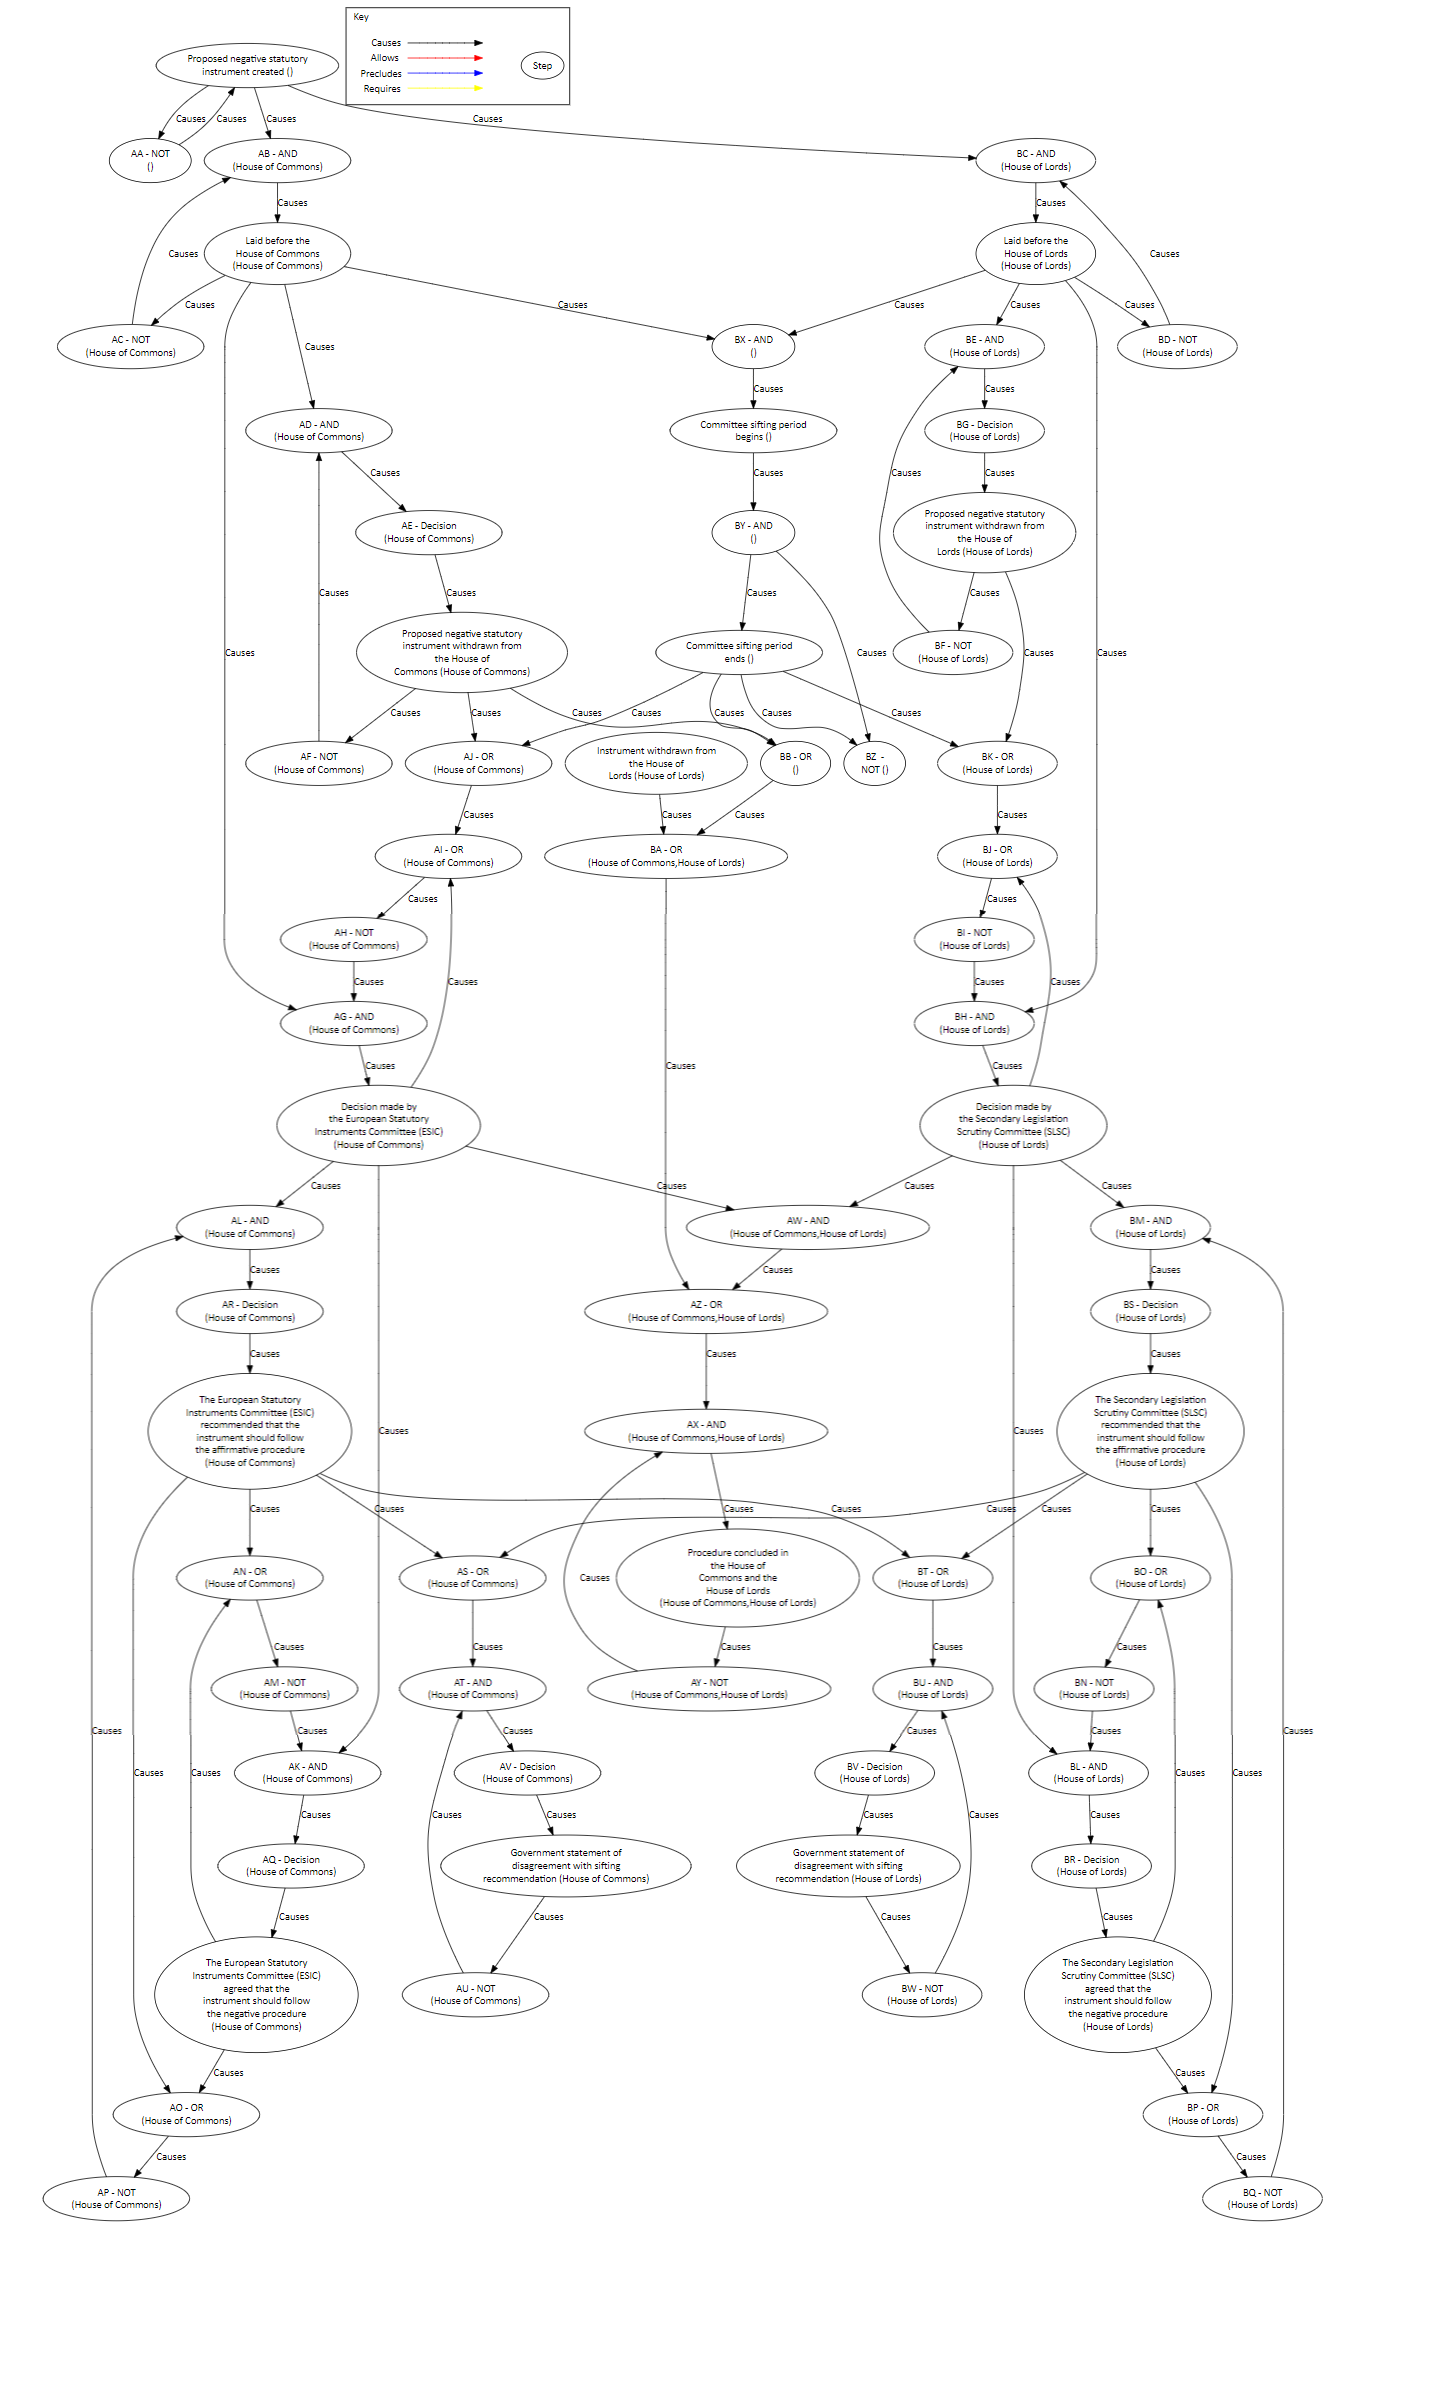 Key
Causes
Allows
Precludes
Requires
Step
Proposed negative statutory
instrument created ()
Causes
Causes
Causes
Causes
AA - NOT
()
AB - AND
(House of Commons)
BC - AND
(House of Lords)
Causes
Causes
Laid before the
House of Commons
(House of Commons)
Laid before the
House of Lords
(House of Lords)
Causes
Causes
Causes
Causes
Causes
Causes
Causes
AC - NOT
(House of Commons)
Causes
BX - AND
()
BE - AND
(House of Lords)
BD - NOT
(House of Lords)
Causes
Causes
AD - AND
(House of Commons)
Committee sifting period
begins ()
BG - Decision
(House of Lords)
Causes
Causes
Causes
Causes
AE - Decision
(House of Commons)
BY - AND
()
Proposed negative statutory
instrument withdrawn from
the House of
Lords (House of Lords)
Causes
Causes
Causes
Causes
Causes
Proposed negative statutory
instrument withdrawn from
the House of
Commons (House of Commons)
Committee sifting period
ends ()
Causes
BF - NOT
(House of Lords)
Causes
Causes
Causes
Causes
Causes
Causes
Causes
Causes
Causes
Causes
AF - NOT
(House of Commons)
AJ - OR
(House of Commons)
Instrument withdrawn from
the House of
Lords (House of Lords)
BB - OR
()
BZ -
NOT ()
BK - OR
(House of Lords)
Causes
Causes
Causes
Causes
AI - OR
(House of Commons)
BA - OR
(House of Commons,House of Lords)
BJ - OR
(House of Lords)
Causes
Causes
AH - NOT
(House of Commons)
BI - NOT
(House of Lords)
Causes
Causes
Causes
Causes
AG - AND
(House of Commons)
BH - AND
(House of Lords)
Causes
Causes
Causes
Decision made by
the European Statutory
Instruments Committee (ESIC)
(House of Commons)
Decision made by
the Secondary Legislation
Scrutiny Committee (SLSC)
(House of Lords)
Causes
Causes
Causes
Causes
AL - AND
(House of Commons)
AW - AND
(House of Commons,House of Lords)
BM - AND
(House of Lords)
Causes
Causes
Causes
AR - Decision
(House of Commons)
AZ - OR
(House of Commons,House of Lords)
BS - Decision
(House of Lords)
Causes
Causes
Causes
The European Statutory
Instruments Committee (ESIC)
recommended that the
instrument should follow
the affirmative procedure
(House of Commons)
Causes
AX - AND
(House of Commons,House of Lords)
Causes
The Secondary Legislation
Scrutiny Committee (SLSC)
recommended that the
instrument should follow
the affirmative procedure
(House of Lords)
Causes
Causes
Causes
Causes
Causes
Causes
Causes
AN - OR
(House of Commons)
AS - OR
(House of Commons)
Causes
Procedure concluded in
the House of
Commons and the
House of Lords
(House of Commons,House of Lords)
BT - OR
(House of Lords)
BO - OR
(House of Lords)
Causes
Causes
Causes
Causes
Causes
AM - NOT
(House of Commons)
AT - AND
(House of Commons)
AY - NOT
(House of Commons,House of Lords)
BU - AND
(House of Lords)
BN - NOT
(House of Lords)
Causes
Causes
Causes
Causes
Causes
Causes
Causes
Causes
AK - AND
(House of Commons)
AV - Decision
(House of Commons)
BV - Decision
(House of Lords)
BL - AND
(House of Lords)
Causes
Causes
Causes
Causes
Causes
Causes
Causes
Causes
Causes
AQ - Decision
(House of Commons)
Government statement of
disagreement with sifting
recommendation (House of Commons)
Government statement of
disagreement with sifting
recommendation (House of Lords)
BR - Decision
(House of Lords)
Causes
Causes
Causes
Causes
The European Statutory
Instruments Committee (ESIC)
agreed that the
instrument should follow
the negative procedure
(House of Commons)
AU - NOT
(House of Commons)
BW - NOT
(House of Lords)
The Secondary Legislation
Scrutiny Committee (SLSC)
agreed that the
instrument should follow
the negative procedure
(House of Lords)
Causes
Causes
AO - OR
(House of Commons)
BP - OR
(House of Lords)
Causes
Causes
AP - NOT
(House of Commons)
BQ - NOT
(House of Lords)